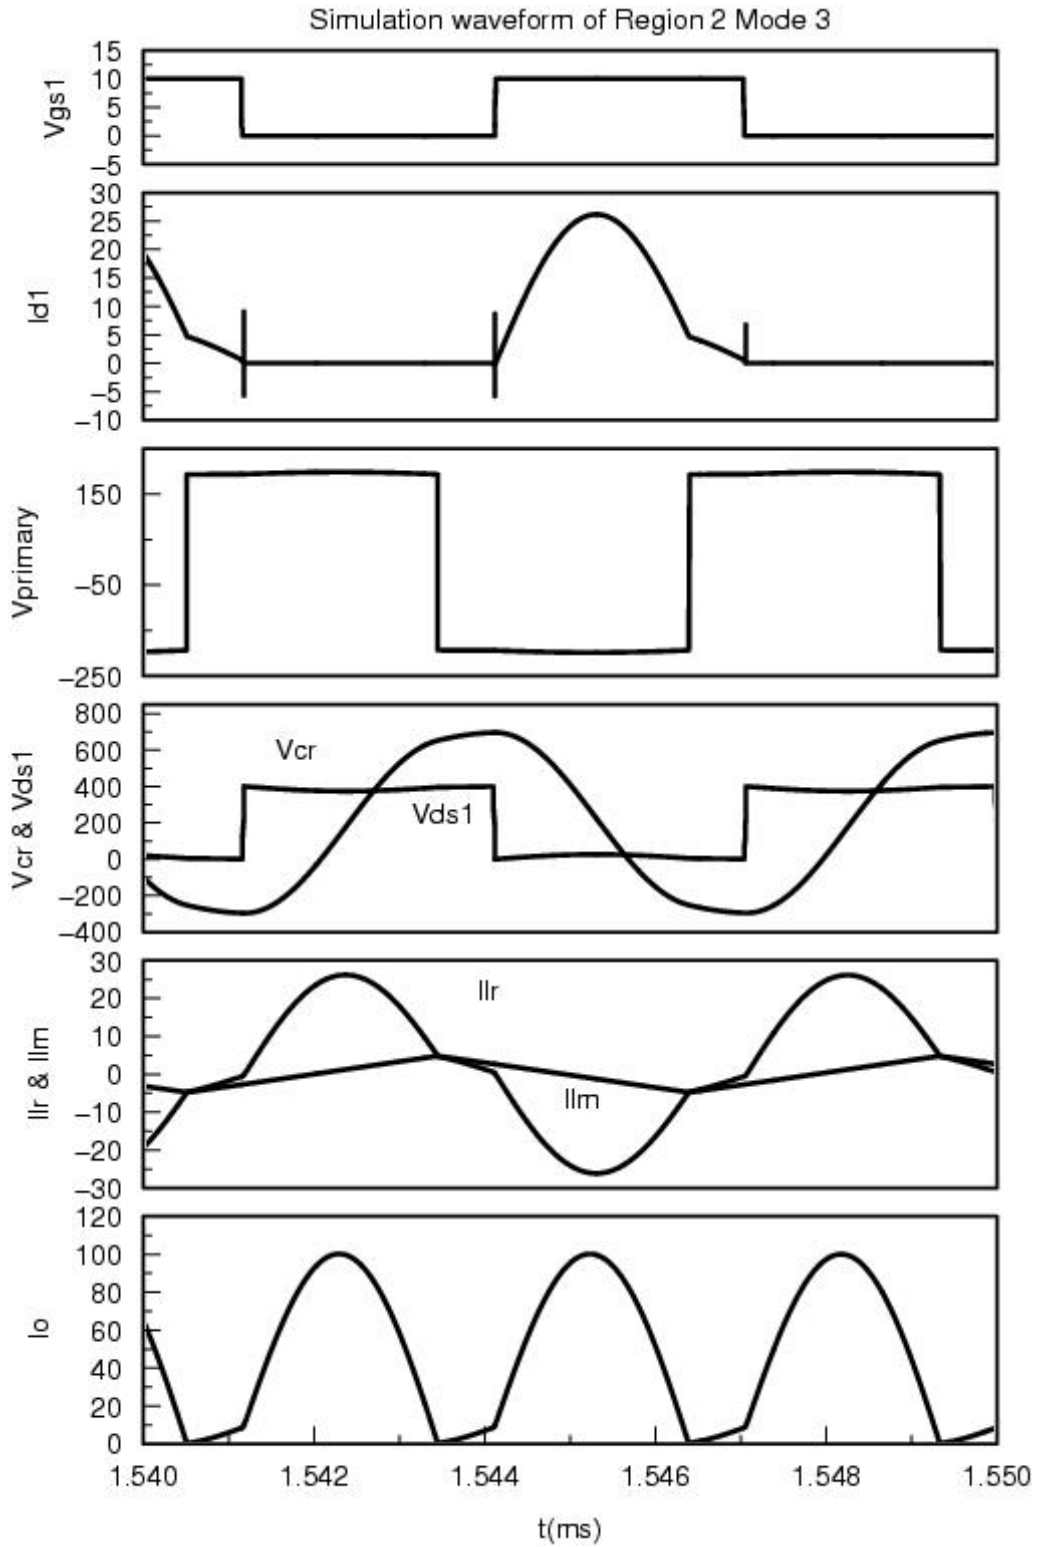 Simulation waveform of Region 2 Mode 3
Vgs1
15
10
5
0
−5
Id1
30
25
20
15
10
5
0
−5
−10
Vprimary
150
−50
−250
Vcr & Vds1
800
600
400
200
0
−200
−400
Vcr
Vds1
Ilr & Ilm
30
20
10
0
−10
−20
−30
Ilr
Ilm
Io
120
100
80
60
40
20
0
1.540 1.542 1.544 1.546 1.548 1.550
t(ms)